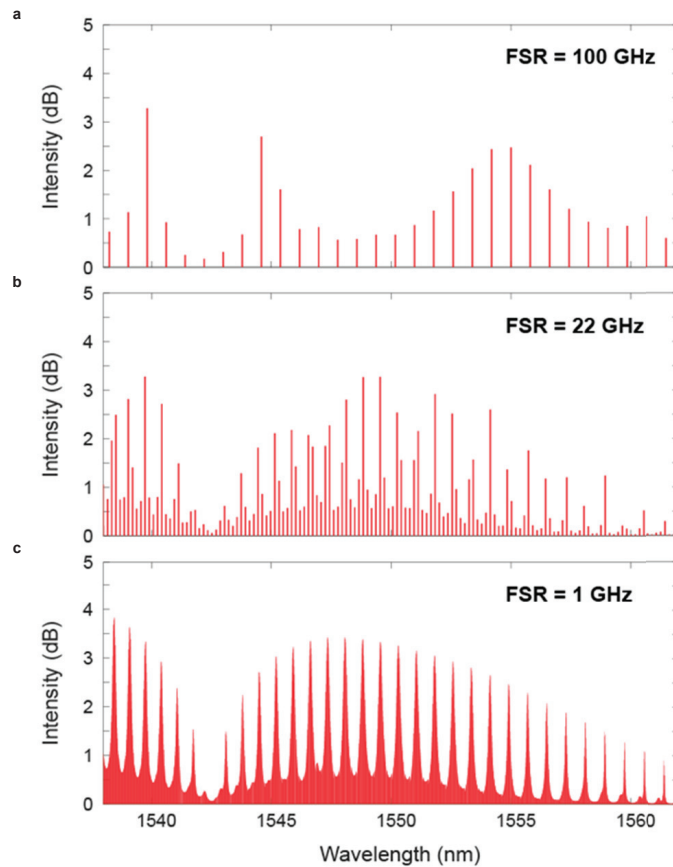 a
5
FSR = 100 GHz
4
3
Intensity (dB)
2
1
0
b
5
FSR = 22 GHz
4
3
Intensity (dB)
2
1
0
c
5
FSR = 1 GHz
4
3
Intensity (dB)
2
1
0
1540 1545 1550 1555 1560
Wavelength (nm)